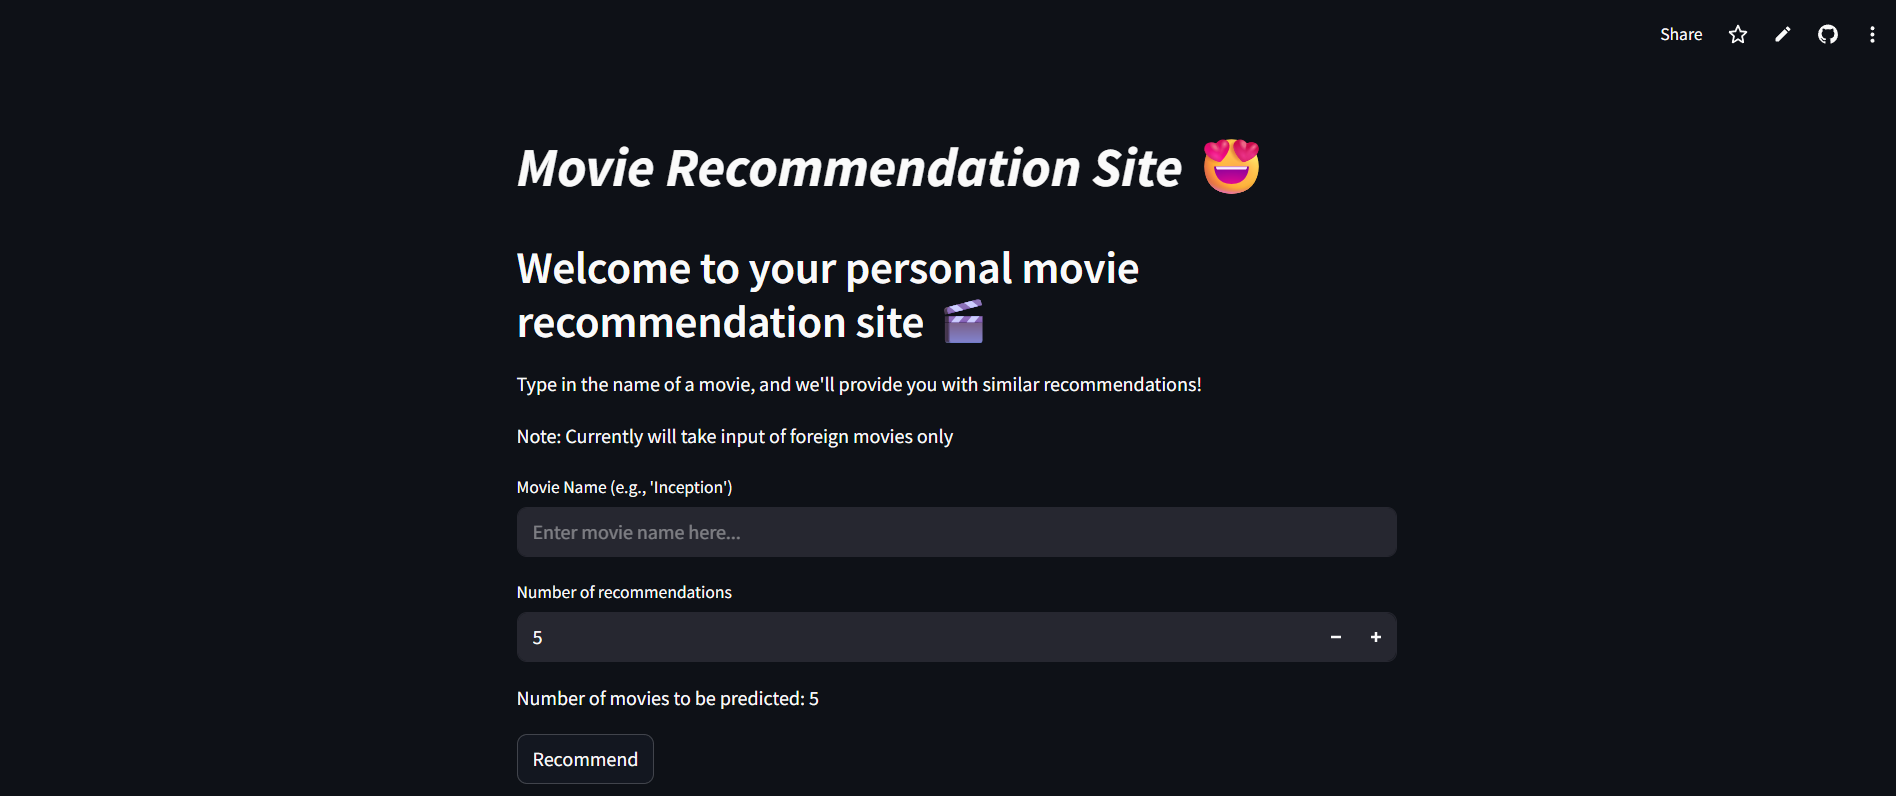 Share
Movie Recommendation Site 😍
Welcome to your personal movie
recommendation site 🎬
Type in the name of a movie, and we'll provide you with similar recommendations!
Note: Currently will take input of foreign movies only
Movie Name (e.g., 'Inception')
Enter movie name here...
Number of recommendations
5
Number of movies to be predicted: 5
Recommend